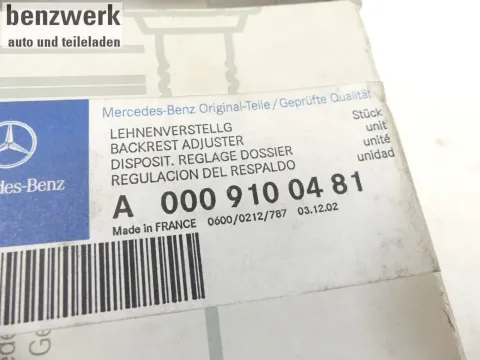 benzwerk
auto und teileladen
Mercedes-Benz Original-Teile/Geprüfte Qualität
LEHNENVERSTELLG
BACKREST ADJUSTER
DISPOSIT. REGLAGE DOSSIER
REGULACION DEL RESPALDO
Stück
unit
unité
unidad
des-Benz
A 000 910 04 81
Made in FRANCE 0600/0212/787 03.12.02